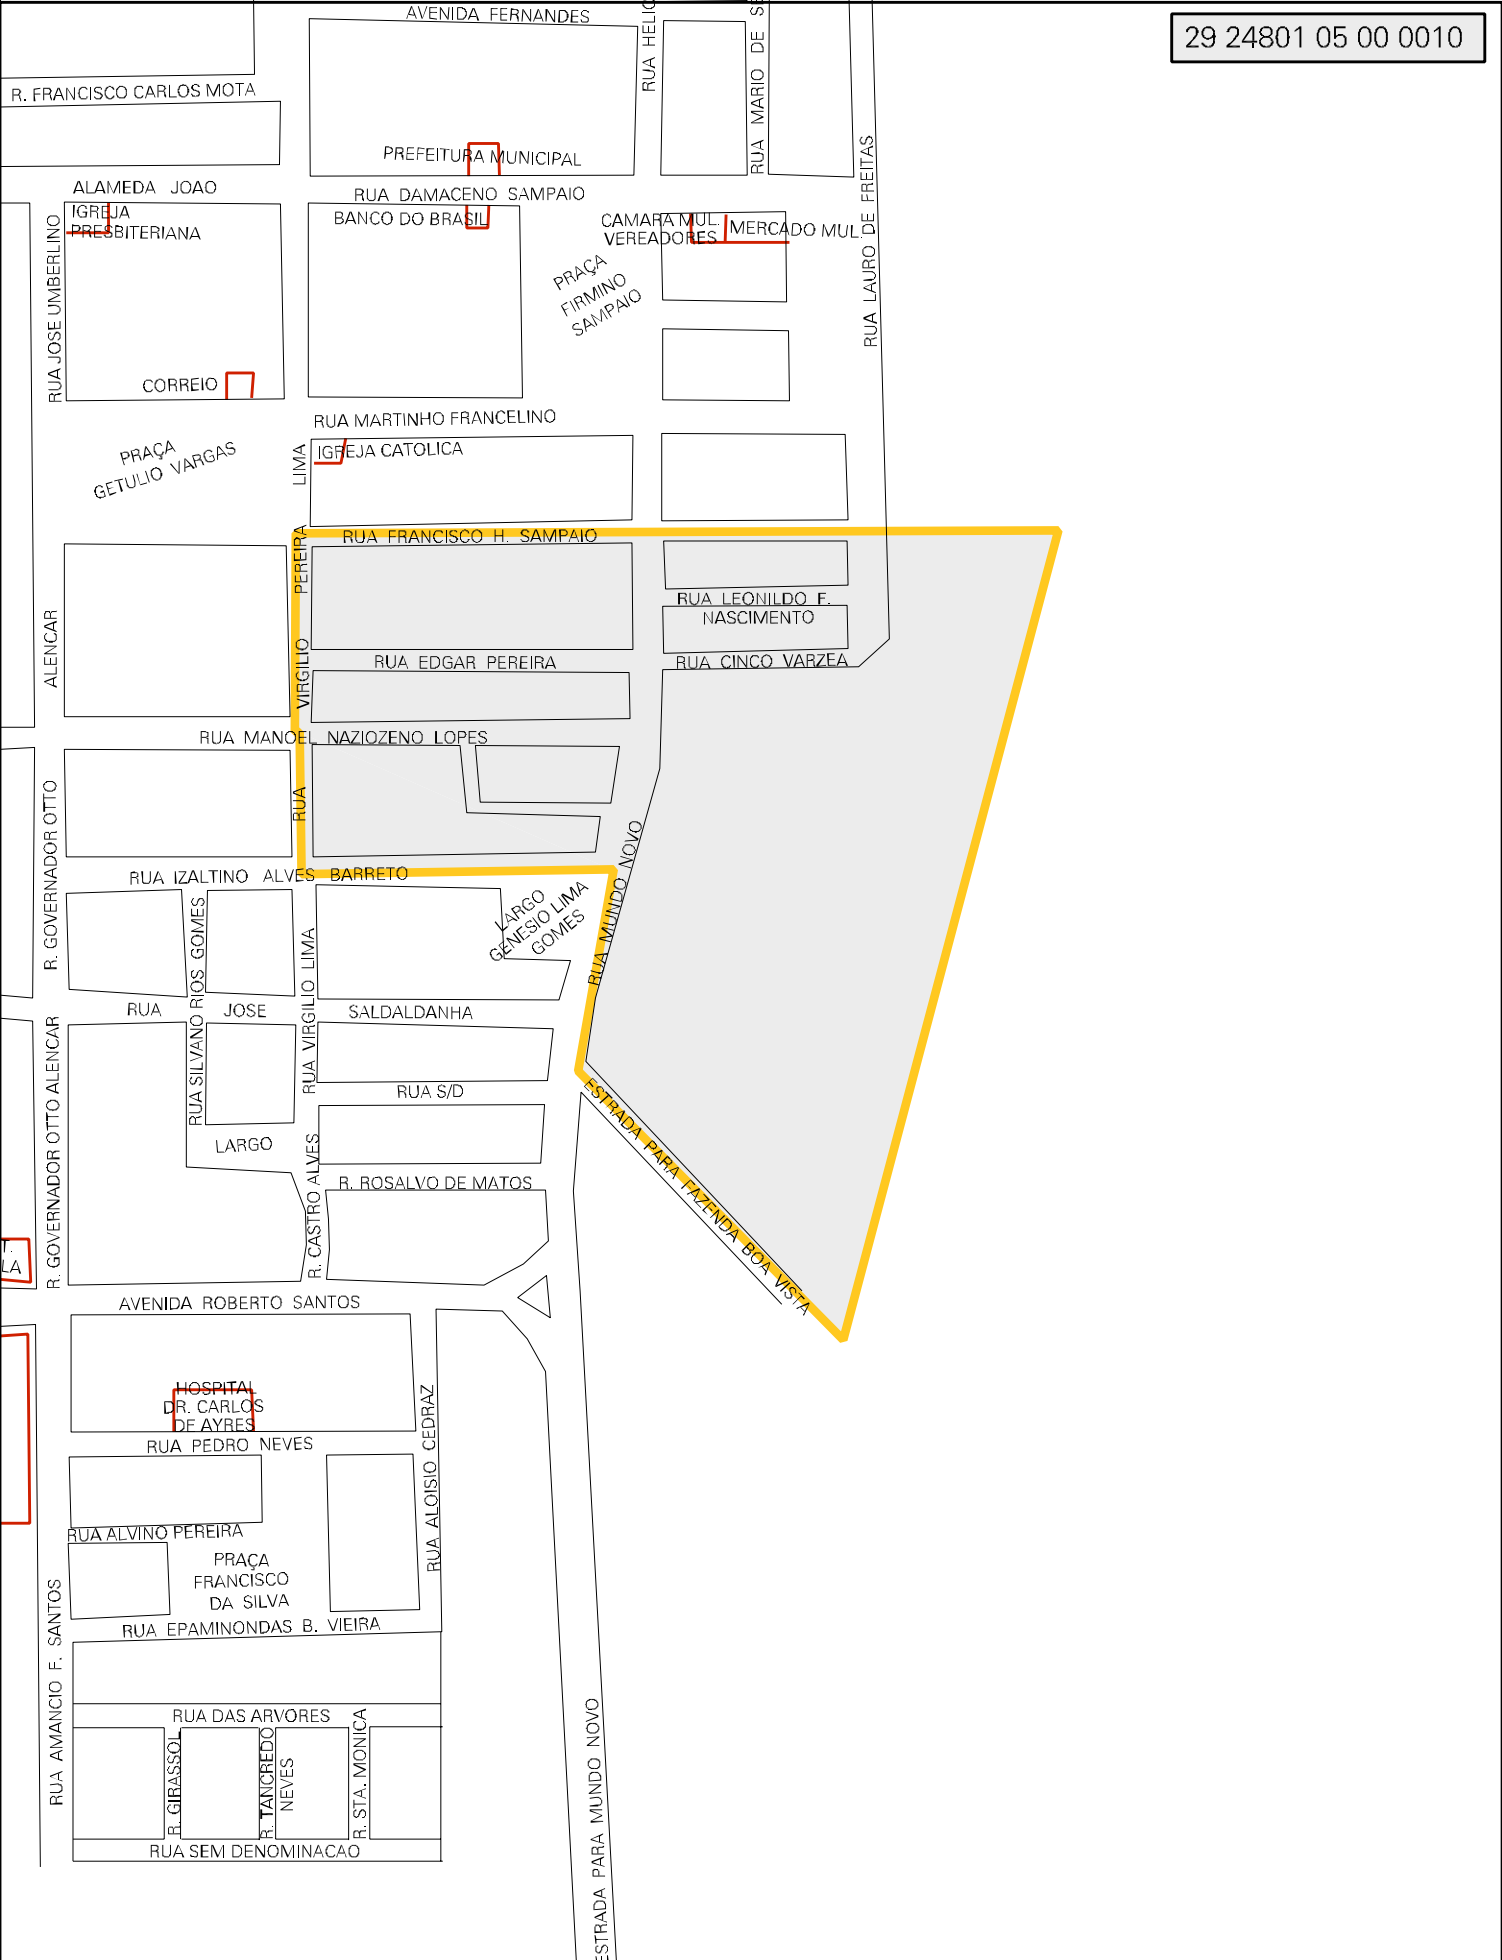 AVENIDA FERNANDES
RUA HELIO
RUA MARIO DE
29 24801 05 00 0010
R. FRANCISCO CARLOS MOTA
PREFEITURA MUNICIPAL
ALAMEDA JOAO
RUA DAMACENO SAMPAIO
IGREJA
PRESBITERIANA
BANCO DO BRASIL
CAMARA MUL.
VEREADORES
MERCADO MUL.
RUA LAURO DE FREITAS
RUA JOSE UMBERLINO
PRAÇA
FIRMINO
SAMPAIO
CORREIO
RUA MARTINHO FRANCELINO
PRAÇA
GETULIO VARGAS
IGREJA CATOLICA
RUA VIRGILIO PEREIRA LIMA
RUA FRANCISCO H. SAMPAIO
RUA LEONILDO F.
NASCIMENTO
RUA EDGAR PEREIRA
RUA CINCO VARZEA
R. GOVERNADOR OTTO ALENCAR
RUA MANOEL NAZIOZENO LOPES
RUA MUNDO NOVO
RUA IZALTINO ALVES BARRETO
LARGO
GENESIO LIMA
GOMES
RUA SILVANO RIOS GOMES
RUA VIRGILIO LIMA
RUA JOSE SALDALDANHA
R. GOVERNADOR OTTO ALENCAR
RUA S/D
ESTRADA PARA FAZENDA BOA VISTA
LARGO
R. CASTRO ALVES
R. ROSALVO DE MATOS
T.
LA
AVENIDA ROBERTO SANTOS
HOSPITAL
DR. CARLOS
DE AYRES
RUA PEDRO NEVES
RUA ALOISIO CEDRAZ
RUA ALVINO PEREIRA
PRAÇA
FRANCISCO
DA SILVA
RUA EPAMINONDAS B. VIEIRA
RUA AMANCIO F. SANTOS
RUA DAS ARVORES
R. GIRASSOL
R. TANCREDO
NEVES
R. STA. MONICA
RUA SEM DENOMINACAO
ESTRADA PARA MUNDO NOVO